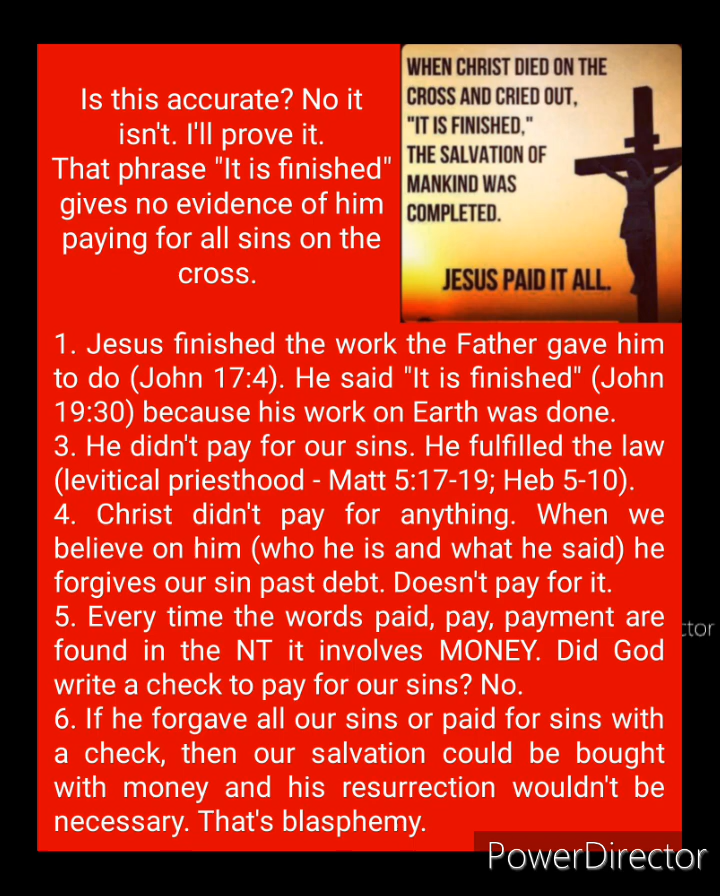 Is this accurate? No it
isn't. I'll prove it.
That phrase "It is finished"
gives no evidence of him
paying for all sins on the
cross.
WHEN CHRIST DIED ON THE
CROSS AND CRIED OUT,
"IT IS FINISHED,"
THE SALVATION OF
MANKIND WAS
COMPLETED.
JESUS PAID IT ALL.
1. Jesus finished the work the Father gave him
to do (John 17:4). He said "It is finished" (John
19:30) because his work on Earth was done.
3. He didn't pay for our sins. He fulfilled the law
(levitical priesthood - Matt 5:17-19; Heb 5-10).
4. Christ didn't pay for anything. When we
believe on him (who he is and what he said) he
forgives our sin past debt. Doesn't pay for it.
5. Every time the words paid, pay, payment are
found in the NT it involves MONEY. Did God
write a check to pay for our sins? No.
6. If he forgave all our sins or paid for sins with
a check, then our salvation could be bought
with money and his resurrection wouldn't be
necessary. That's blasphemy.
ctor
PowerDirector